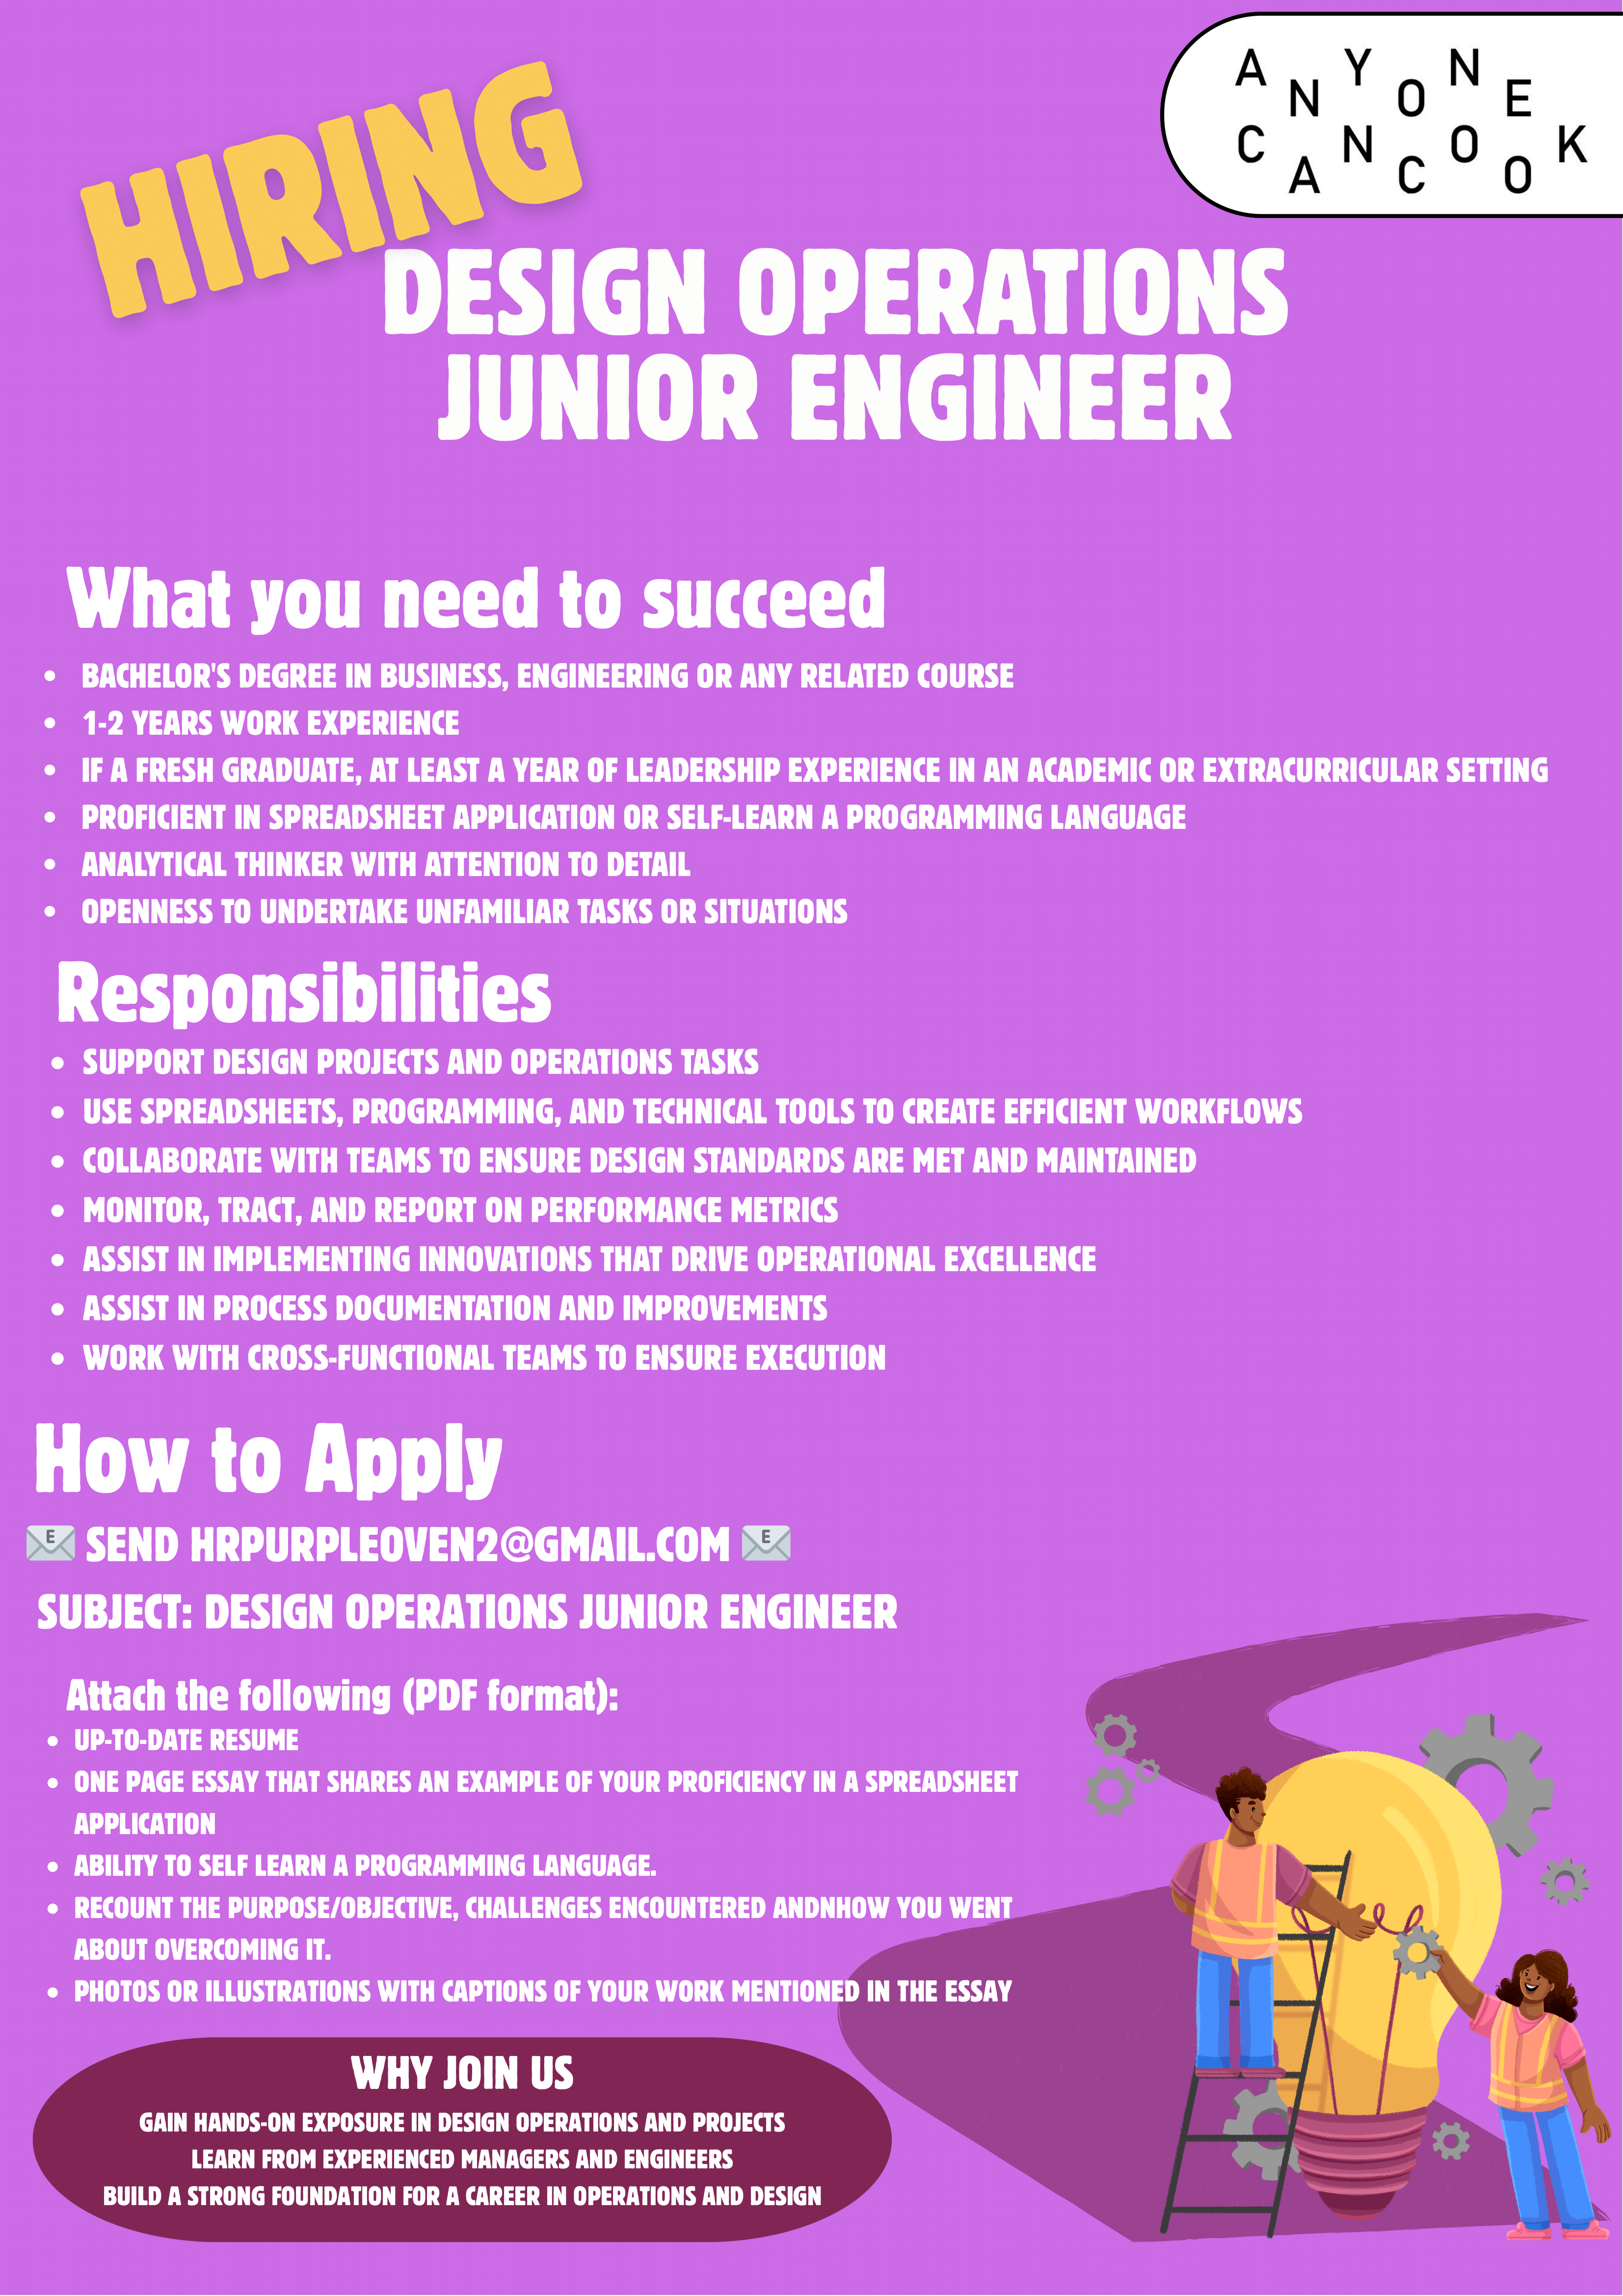 ANYONE
CANCOOK
HIRING
DESIGN OPERATIONS
JUNIOR ENGINEER
What you need to succeed
• BACHELOR'S DEGREE IN BUSINESS, ENGINEERING OR ANY RELATED COURSE
• 1-2 YEARS WORK EXPERIENCE
• IF A FRESH GRADUATE, AT LEAST A YEAR OF LEADERSHIP EXPERIENCE IN AN ACADEMIC OR EXTRACURRICULAR SETTING
• PROFICIENT IN SPREADSHEET APPLICATION OR SELF-LEARN A PROGRAMMING LANGUAGE
• ANALYTICAL THINKER WITH ATTENTION TO DETAIL
• OPENNESS TO UNDERTAKE UNFAMILIAR TASKS OR SITUATIONS
Responsibilities
• SUPPORT DESIGN PROJECTS AND OPERATIONS TASKS
• USE SPREADSHEETS, PROGRAMMING, AND TECHNICAL TOOLS TO CREATE EFFICIENT WORKFLOWS
• COLLABORATE WITH TEAMS TO ENSURE DESIGN STANDARDS ARE MET AND MAINTAINED
• MONITOR, TRACT, AND REPORT ON PERFORMANCE METRICS
• ASSIST IN IMPLEMENTING INNOVATIONS THAT DRIVE OPERATIONAL EXCELLENCE
• ASSIST IN PROCESS DOCUMENTATION AND IMPROVEMENTS
• WORK WITH CROSS-FUNCTIONAL TEAMS TO ENSURE EXECUTION
How to Apply
E SEND HRPURPLEOVEN2@GMAIL.COM E
SUBJECT: DESIGN OPERATIONS JUNIOR ENGINEER
Attach the following (PDF format):
• UP-TO-DATE RESUME
• ONE PAGE ESSAY THAT SHARES AN EXAMPLE OF YOUR PROFICIENCY IN A SPREADSHEET
APPLICATION
• ABILITY TO SELF LEARN A PROGRAMMING LANGUAGE.
• RECOUNT THE PURPOSE/OBJECTIVE, CHALLENGES ENCOUNTERED ANDNHOW YOU WENT
ABOUT OVERCOMING IT.
• PHOTOS OR ILLUSTRATIONS WITH CAPTIONS OF YOUR WORK MENTIONED IN THE ESSAY
WHY JOIN US
GAIN HANDS-ON EXPOSURE IN DESIGN OPERATIONS AND PROJECTS
LEARN FROM EXPERIENCED MANAGERS AND ENGINEERS
BUILD A STRONG FOUNDATION FOR A CAREER IN OPERATIONS AND DESIGN